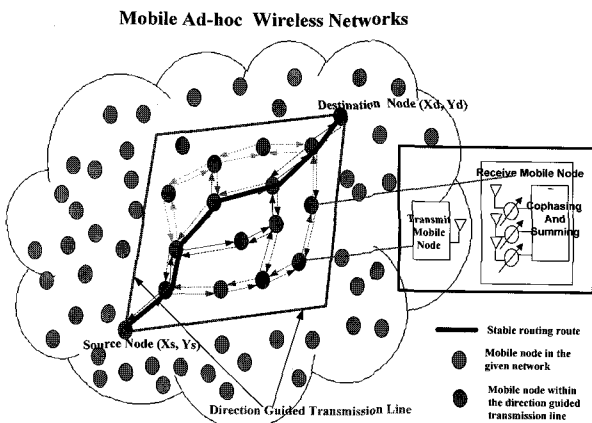 Mobile Ad-hoc Wireless Networks
Destination Node (Xd, Yd)
Receive Mobile Node
Transmit
Mobile
Node
Cophasing
And
Summing
Source Node (Xs, Ys)
Direction Guided Transmission Line
Stable routing route
Mobile node in the
given network
Mobile node within
the direction guided
transmission line